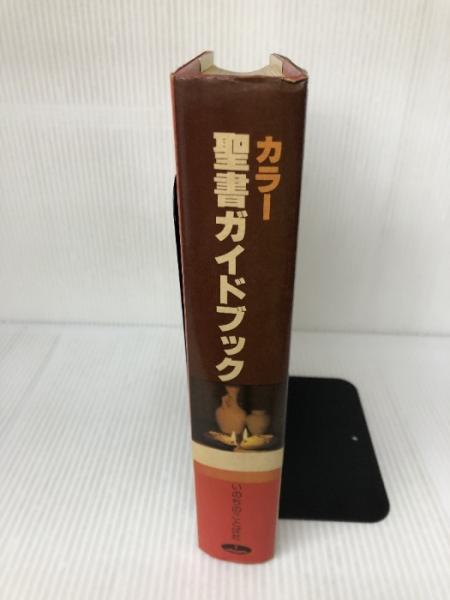 カラー
聖書ガイドブック
いのちのことば社